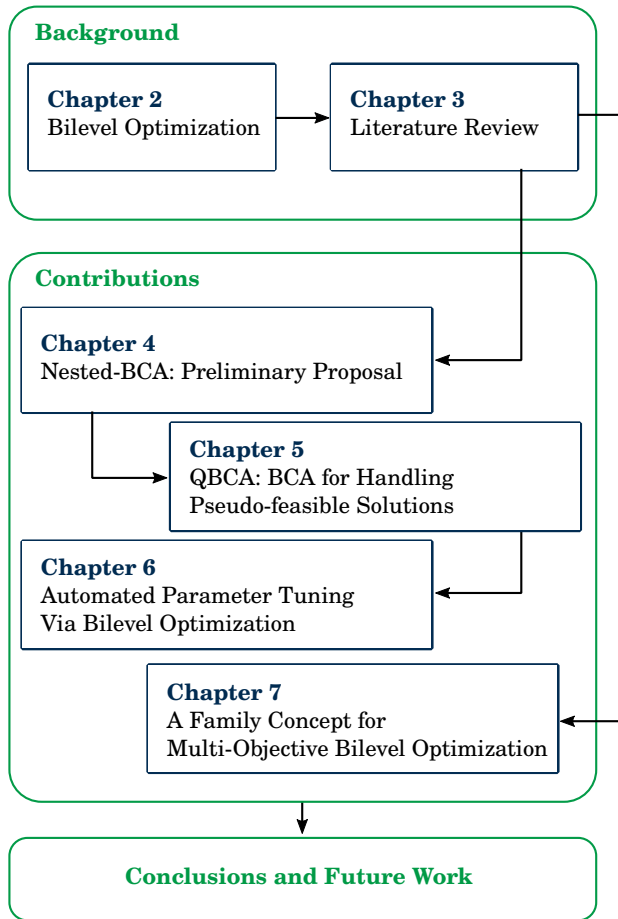 Background
Chapter 2
Bilevel Optimization
Chapter 3
Literature Review
Contributions
Chapter 4
Nested-BCA: Preliminary Proposal
Chapter 5
QBCA: BCA for Handling
Pseudo-feasible Solutions
Chapter 6
Automated Parameter Tuning
Via Bilevel Optimization
Chapter 7
A Family Concept for
Multi-Objective Bilevel Optimization
Conclusions and Future Work